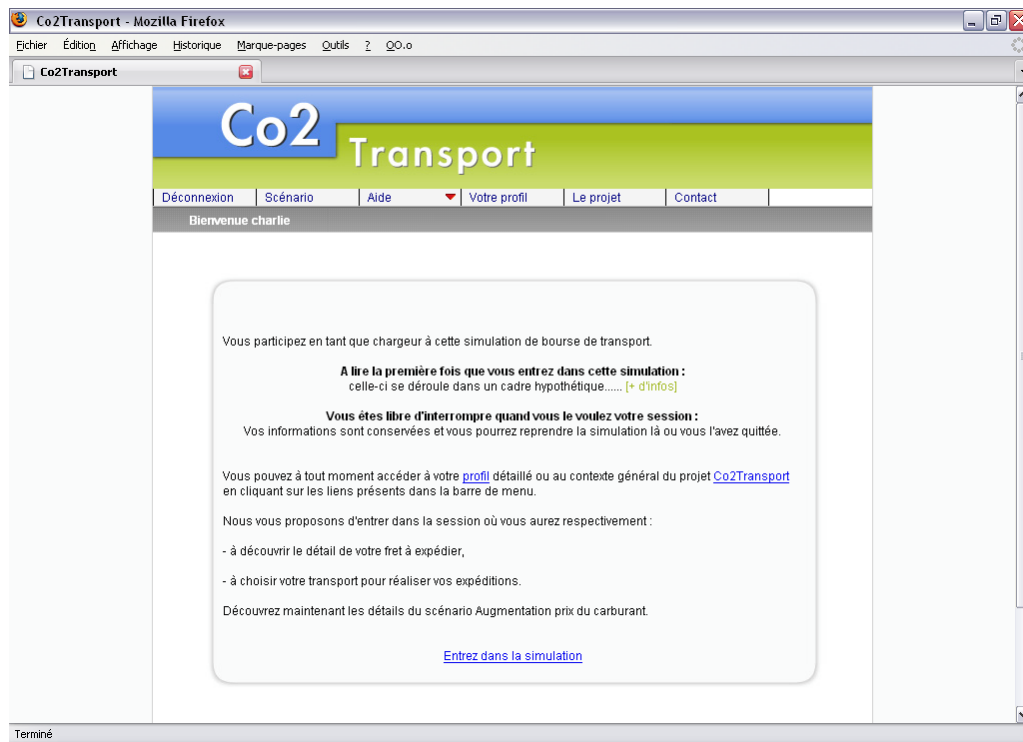 Co2Transport - Mozilla Firefox
Fichier Édition Affichage Historique Marque-pages Outils ? OO.o
Co2Transport
Co2
Transport
Déconnexion Scénario Aide Votre profil Le projet Contact
Bienvenue charlie
Vous participez en tant que chargeur à cette simulation de bourse de transport.
A lire la première fois que vous entrez dans cette simulation :
celle-ci se déroule dans un cadre hypothétique...... [+ d'infos]
Vous étes libre d'interrompre quand vous le voulez votre session :
Vos informations sont conservées et vous pourrez reprendre la simulation là ou vous l'avez quittée.
Vous pouvez à tout moment accéder à votre profil détaillé ou au contexte général du projet Co2Transport
en cliquant sur les liens présents dans la barre de menu.
Nous vous proposons d'entrer dans la session où vous aurez respectivement :
- à découvrir le détail de votre fret à expédier,
- à choisir votre transport pour réaliser vos expéditions.
Découvrez maintenant les détails du scénario Augmentation prix du carburant.
Entrez dans la simulation
Terminé